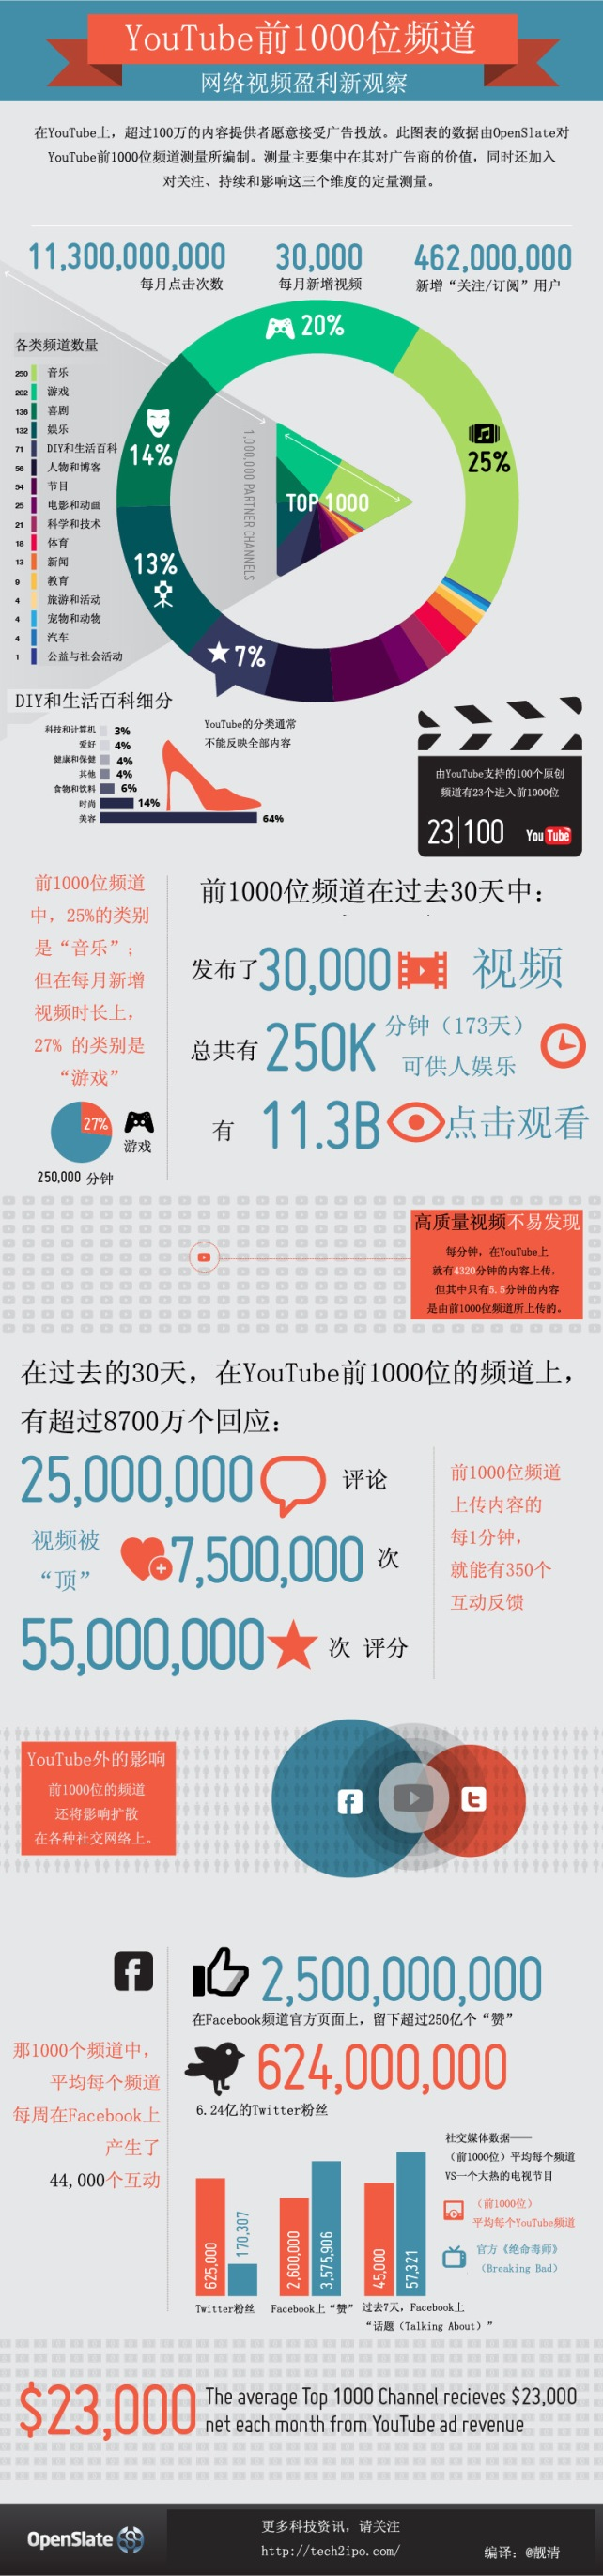 YouTube前1000位频道
网络视频盈利新观察
在YouTube上，超过100万的内容提供者愿意接受广告投放。此图表的数据由OpenSlate对
YouTube前1000位频道测量所编制。测量主要集中在其对广告商的价值，同时还加入
对关注、持续和影响这三个维度的定量测量。
11,300,000,000
每月点击次数
30,000
每月新增视频
462,000,000
新增“关注/订阅”用户
各类频道数量
250 音乐
202 游戏
136 喜剧
132 娱乐
71 DIY和生活百科
56 人物和博客
54 节目
25 电影和动画
21 科学和技术
18 体育
13 新闻
9 教育
4 旅游和活动
4 宠物和动物
4 汽车
1 公益与社会活动
20%
25%
14%
13%
7%
1,000,000 PARTNER CHANNELS
TOP 1000
DIY和生活百科细分
科技和计算机 3%
爱好 4%
健康和保健 4%
其他 4%
食物和饮料 6%
时尚 14%
美容 64%
YouTube的分类通常
不能反映全部内容
由YouTube支持的100个原创
频道有23个进入前1000位
23|100 YouTube
前1000位频道
中，25%的类别
是“音乐”；
但在每月新增
视频时长上，
27% 的类别是
“游戏”
27%
游戏
250,000 分钟
前1000位频道在过去30天中：
发布了30,000 视频
总共有 250K 分钟（173天）
可供人娱乐
有 11.3B 点击观看
高质量视频不易发现
每分钟，在YouTube上
就有4320分钟的内容上传，
但其中只有5.5分钟的内容
是由前1000位频道所上传的。
在过去的30天，在YouTube前1000位的频道上，
有超过8700万个回应：
25,000,000 评论
视频被
“顶”
7,500,000 次
55,000,000 次 评分
前1000位频道
上传内容的
每1分钟，
就能有350个
互动反馈
YouTube外的影响
前1000位的频道
还将影响扩散
在各种社交网络上。
f
t
f
那1000个频道中，
平均每个频道
每周在Facebook上
产生了
44,000个互动
2,500,000,000
在Facebook频道官方页面上，留下超过250亿个“赞”
624,000,000
6.24亿的Twitter粉丝
625,000
170,307
Twitter粉丝
2,600,000
3,575,906
Facebook上“赞”
45,000
57,321
过去7天，Facebook上
“话题（Talking About）”
社交媒体数据——
（前1000位）平均每个频道
VS一个大热的电视节目
（前1000位）
平均每个YouTube频道
官方《绝命毒师》
（Breaking Bad）
$23,000
The average Top 1000 Channel recieves $23,000
net each month from YouTube ad revenue
OpenSlate
更多科技资讯，请关注
http://tech2ipo.com/
编译：@靓清